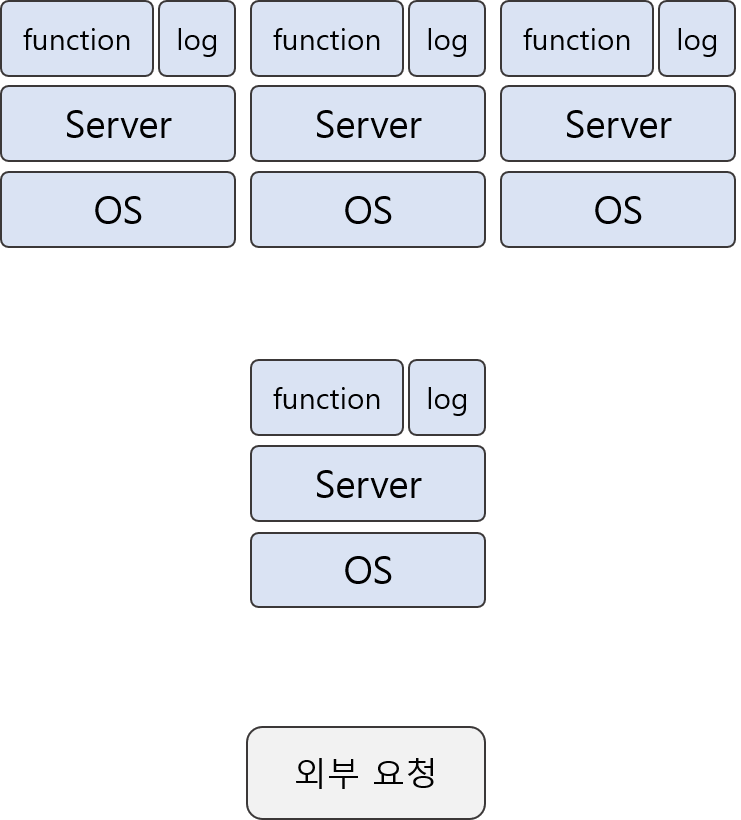 function log function log function log
Server Server Server
OS OS OS
function log
Server
OS
외부 요청